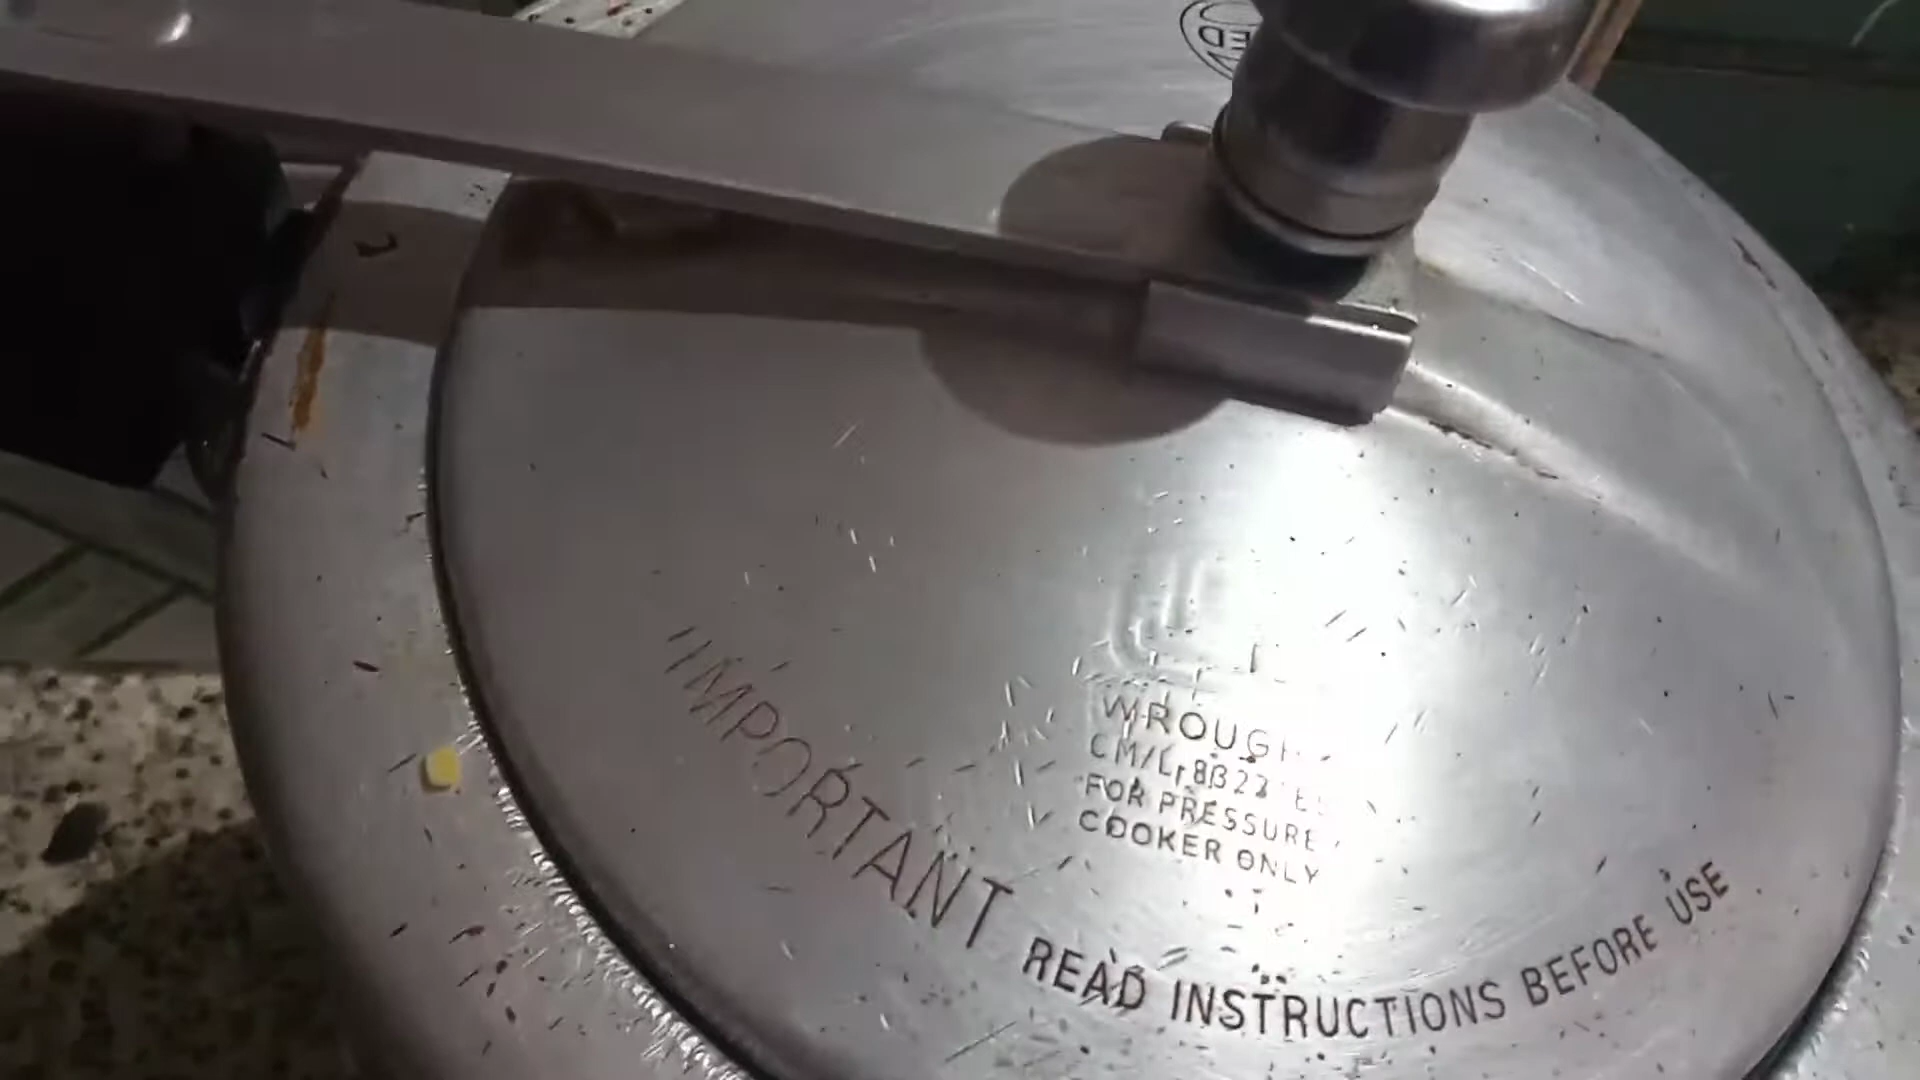 FOR PRESSURE
COOKER ONLY
IMPORTANT READ INSTRUCTIONS BEFORE USE